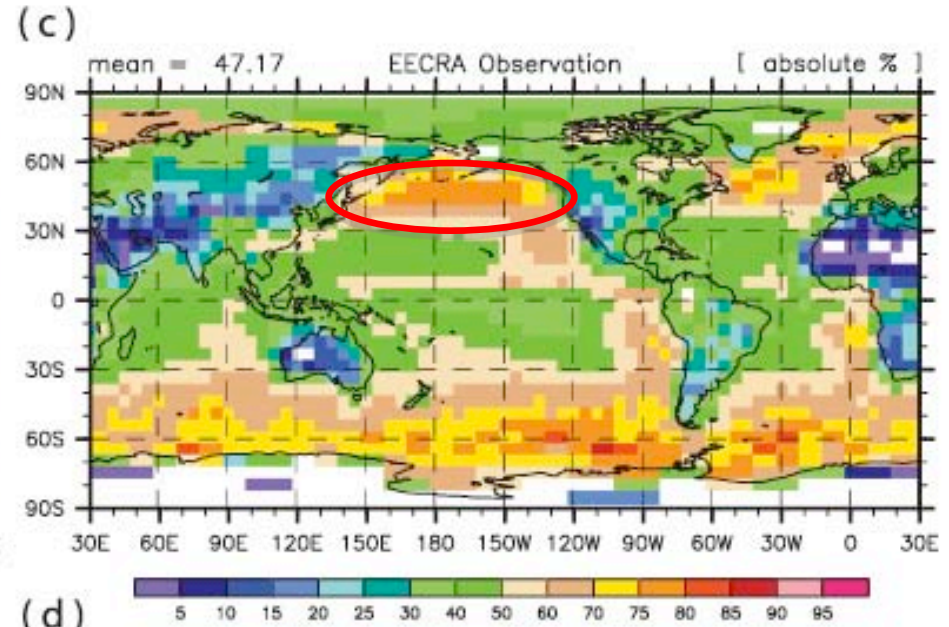 (c)
mean = 47.17 EECRA Observation [ absolute % ]
90N
60N
30N
0
30S
60S
90S
30E 60E 90E 120E 150E 180 150W 120W 90W 60W 30W 0 30E
5 10 15 20 25 30 40 50 60 70 75 80 85 90 95
(d)